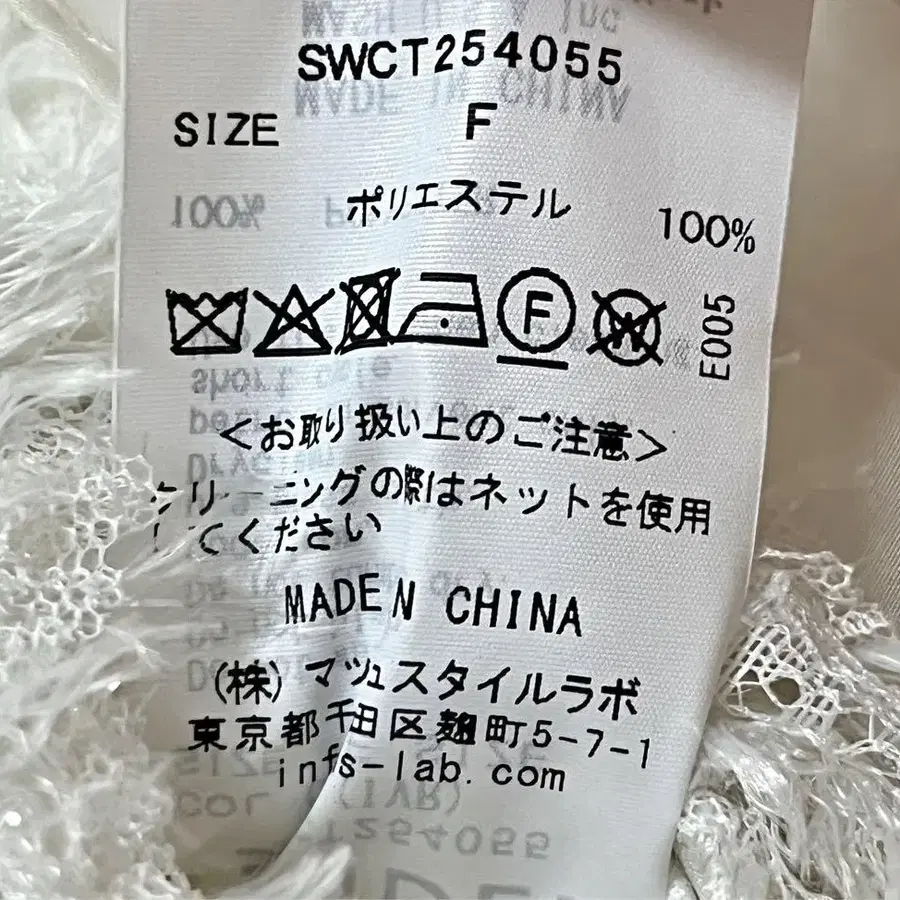 SWCT254055
SIZE F
ポリエステル 100%
F W E005
<お取り扱い上のご注意>
クリーニングの際はネットを使用
してください
MADE IN CHINA
(株)マツュスタイルラボ
東京都千代田区麹町5-7-1
infs-lab.com